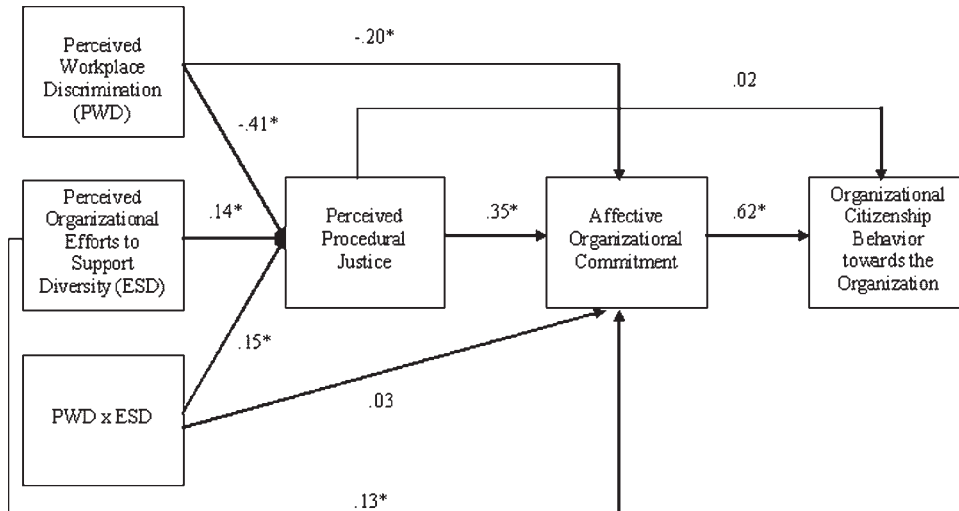 Perceived
Workplace
Discrimination
(PWD)
-.20*
.02
-.41*
Perceived
Organizational
Efforts to
Support
Diversity (ESD)
.14*
Perceived
Procedural
Justice
.35*
Affective
Organizational
Commitment
.62*
Organizational
Citizenship
Behavior
towards the
Organization
.15*
PWD x ESD
.03
.13*